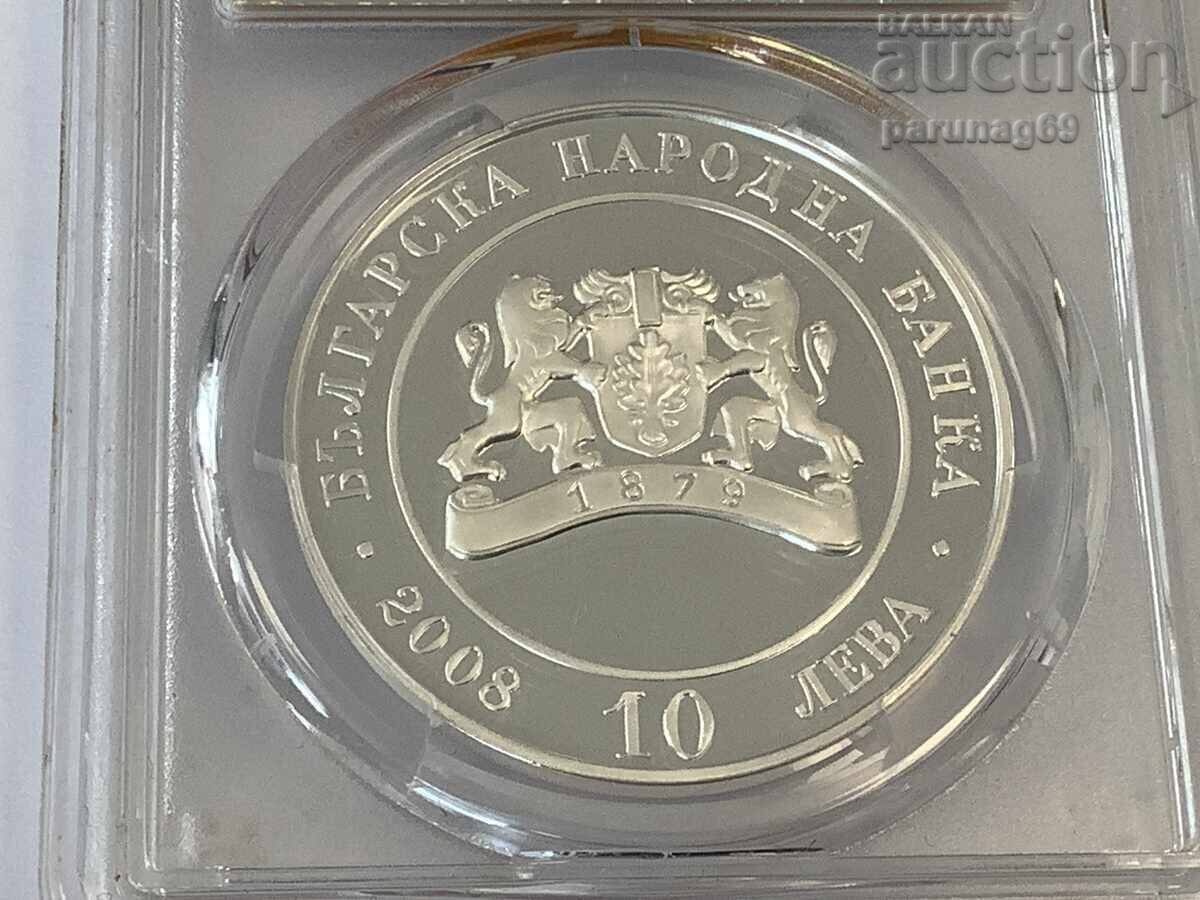 BALKAN
auction
parunag69
БЪЛГАРСКА НАРОДНА БАНКА
1879
• 2008 10 ЛЕВА •